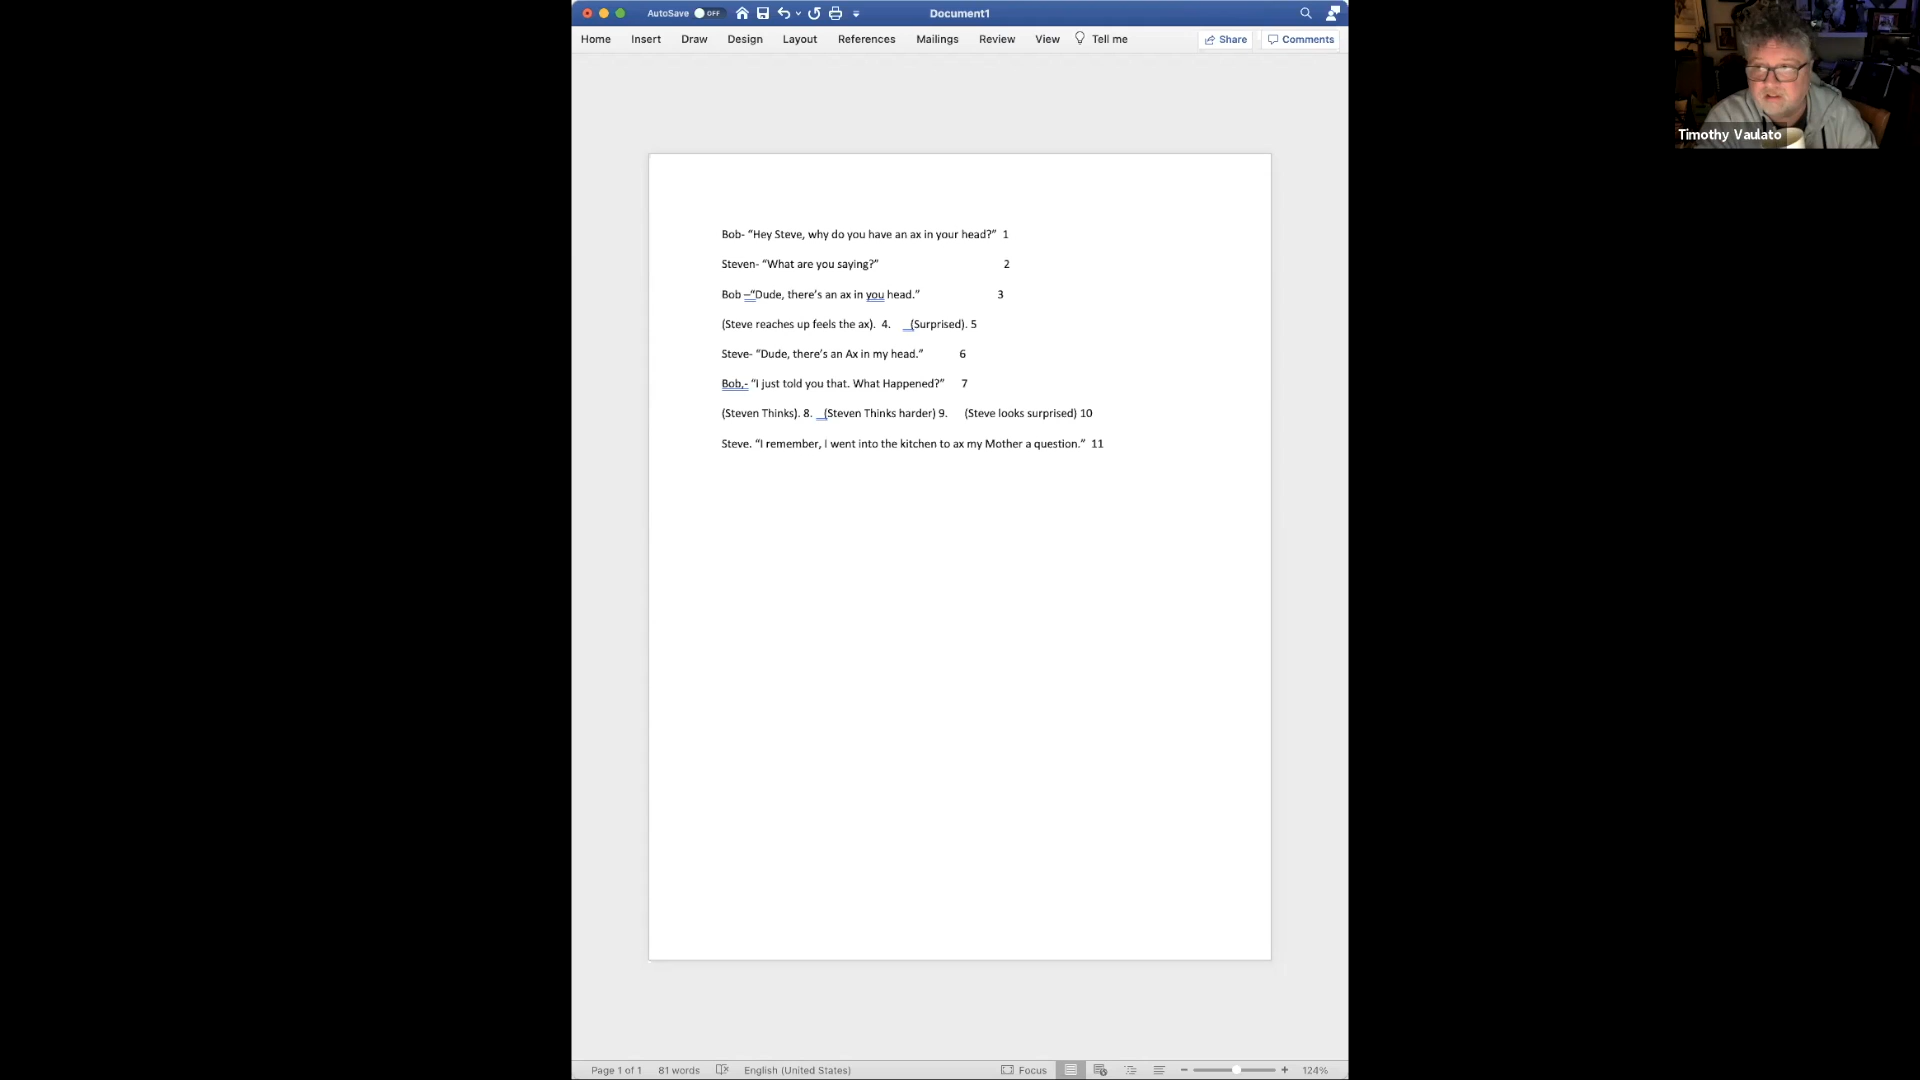 AutoSave OFF Document1
Home Insert Draw Design Layout References Mailings Review View Tell me Share Comments
Timothy Vaulato
Bob- “Hey Steve, why do you have an ax in your head?” 1
Steven- “What are you saying?” 2
Bob –“Dude, there’s an ax in you head.” 3
(Steve reaches up feels the ax). 4. (Surprised). 5
Steve- “Dude, there’s an Ax in my head.” 6
Bob,- “I just told you that. What Happened?” 7
(Steven Thinks). 8. (Steven Thinks harder) 9. (Steve looks surprised) 10
Steve. “I remember, I went into the kitchen to ax my Mother a question.” 11
Page 1 of 1 81 words English (United States) Focus 124%